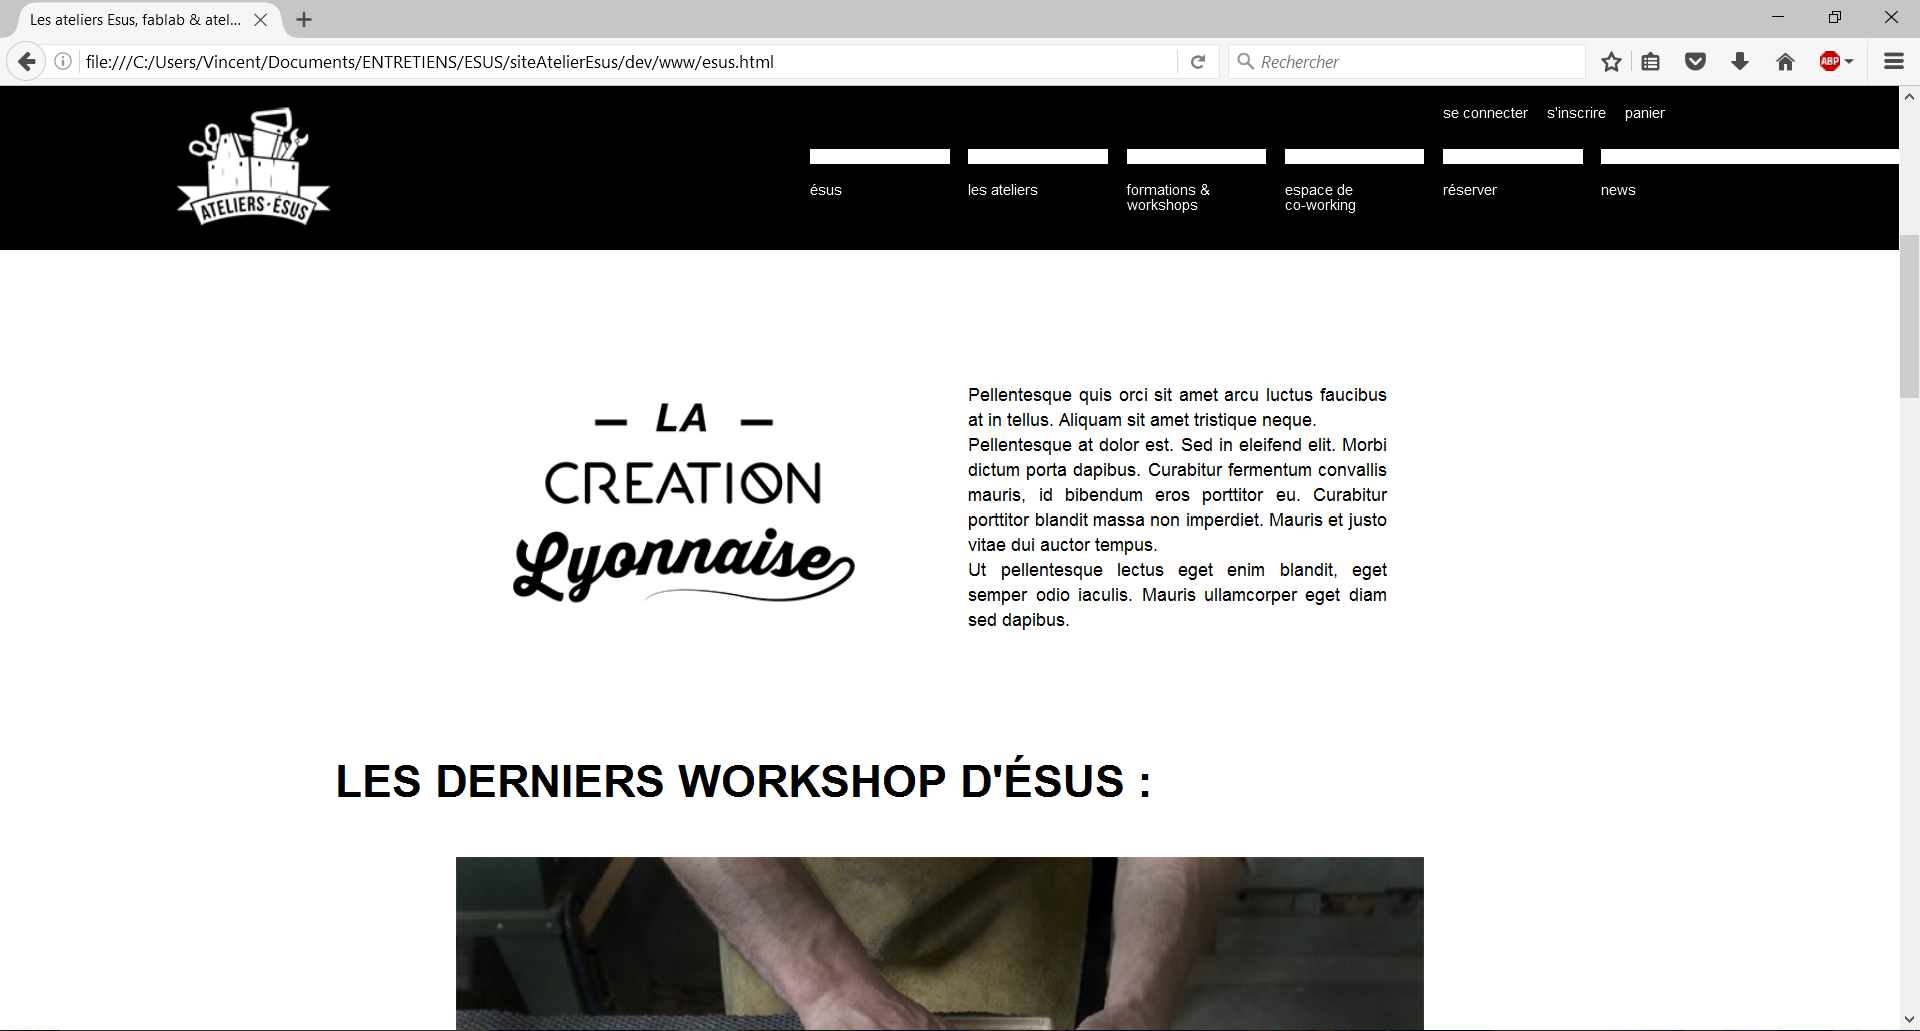 Les ateliers Esus, fablab & atel...
file:///C:/Users/Vincent/Documents/ENTRETIENS/ESUS/siteAtelierEsus/dev/www/esus.html
Rechercher
ABP
se connecter s'inscrire panier
ATELIERS·ÉSUS
ésus
les ateliers
formations &
workshops
espace de
co-working
réserver
news
LA
CREATION
Lyonnaise
Pellentesque quis orci sit amet arcu luctus faucibus
at in tellus. Aliquam sit amet tristique neque.
Pellentesque at dolor est. Sed in eleifend elit. Morbi
dictum porta dapibus. Curabitur fermentum convallis
mauris, id bibendum eros porttitor eu. Curabitur
porttitor blandit massa non imperdiet. Mauris et justo
vitae dui auctor tempus.
Ut pellentesque lectus eget enim blandit, eget
semper odio iaculis. Mauris ullamcorper eget diam
sed dapibus.
LES DERNIERS WORKSHOP D'ÉSUS :